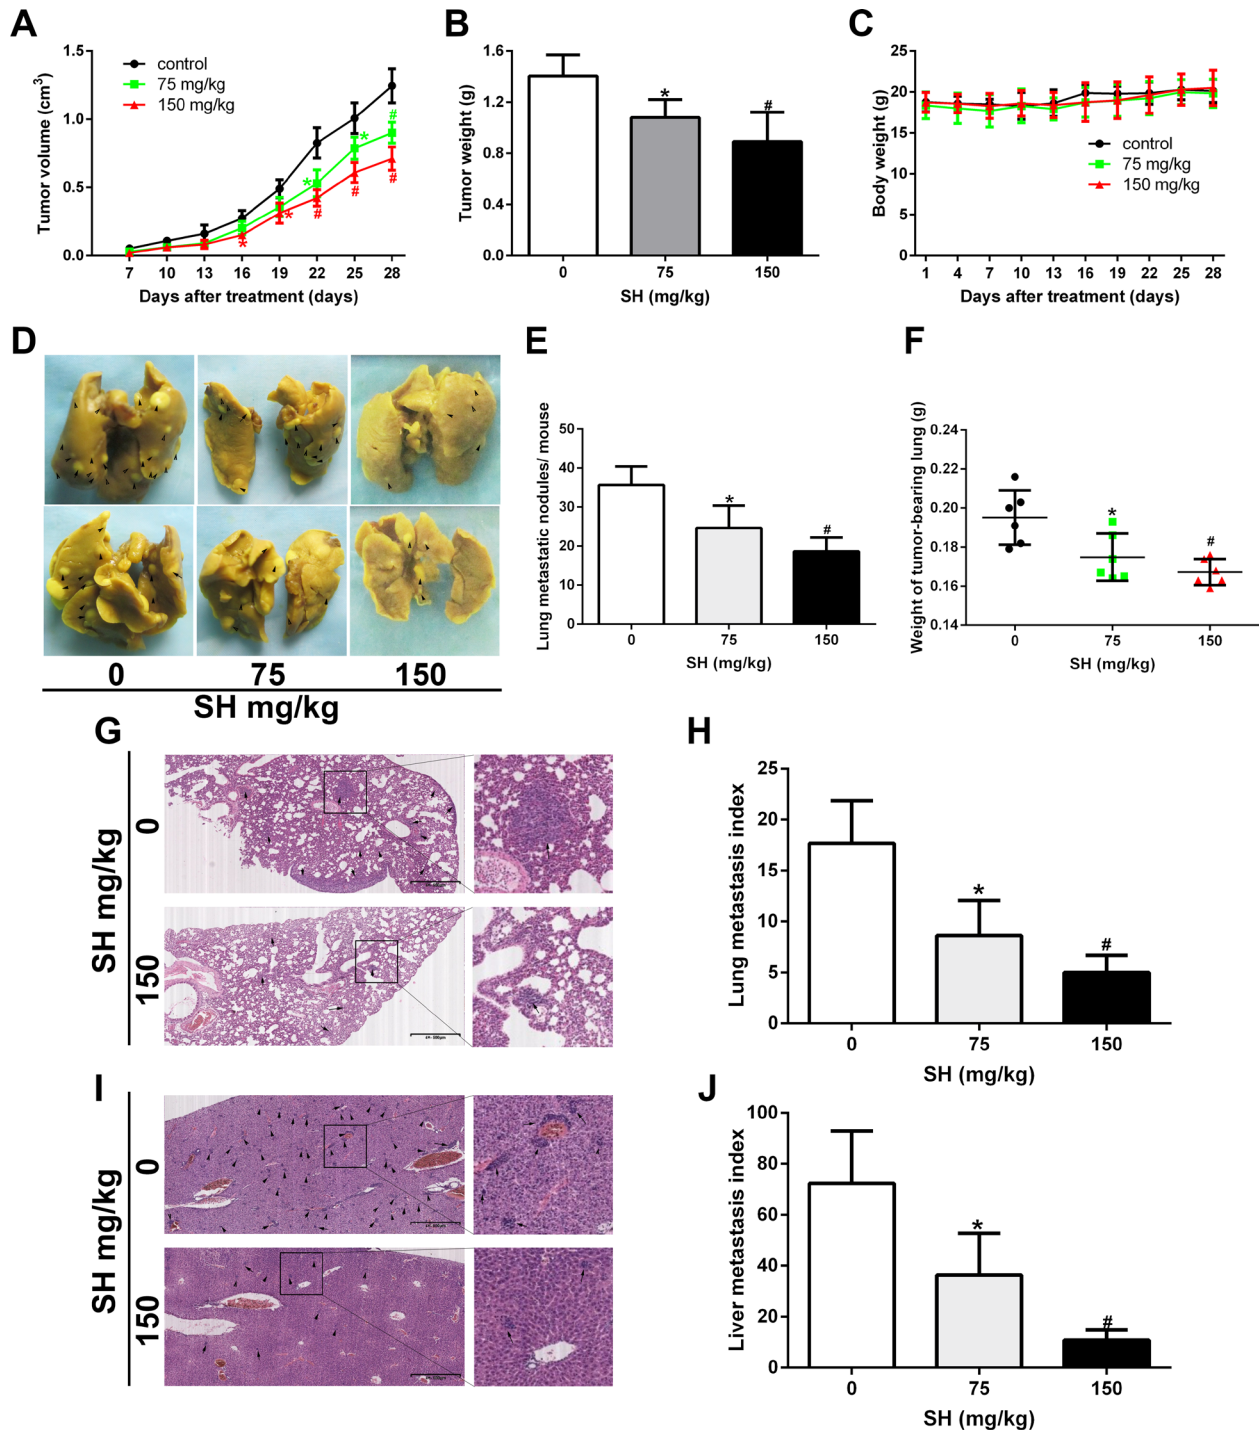 A
Tumor volume (cm³)
1.5
1.0
0.5
0.0
control
75 mg/kg
150 mg/kg
*
*
#
*
*
#
#
#
7 10 13 16 19 22 25 28
Days after treatment (days)
B
Tumor weight (g)
1.6
1.2
0.8
0.4
0.0
*
#
0 75 150
SH (mg/kg)
C
Body weight (g)
25
20
15
10
5
0
control
75 mg/kg
150 mg/kg
1 4 7 10 13 16 19 22 25 28
Days after treatment (days)
D
0 75 150
SH mg/kg
E
Lung metastatic nodules/ mouse
50
40
30
20
10
0
*
#
0 75 150
SH (mg/kg)
F
Weight of tumor-bearing lung (g)
0.24
0.22
0.20
0.18
0.16
0.14
*
#
0 75 150
SH (mg/kg)
G
SH mg/kg
0
150
H
Lung metastasis index
25
20
15
10
5
0
*
#
0 75 150
SH (mg/kg)
I
SH mg/kg
0
150
J
Liver metastasis index
100
80
60
40
20
0
*
#
0 75 150
SH (mg/kg)